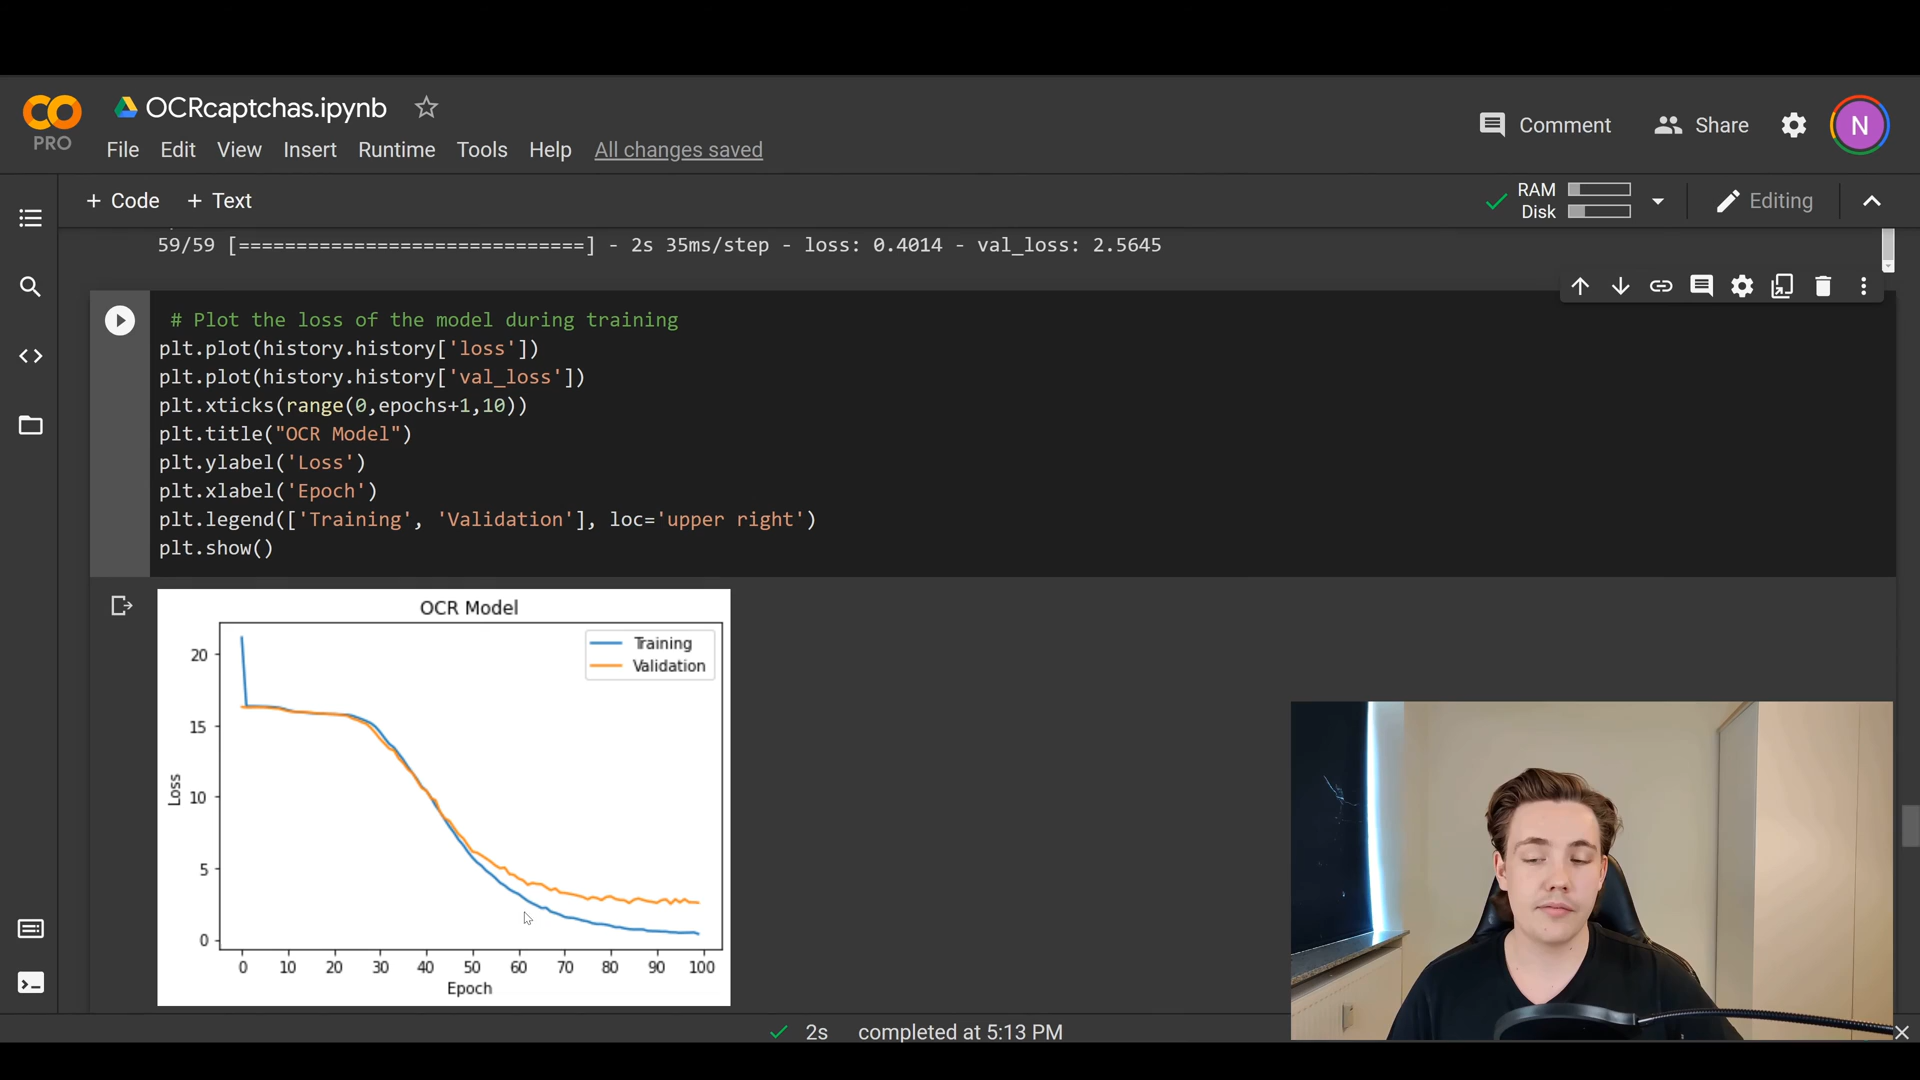 OCRcaptchas.ipynb
PRO
File Edit View Insert Runtime Tools Help All changes saved
Comment Share N
+ Code + Text
RAM
Disk
Editing
59/59 [==============================] - 2s 35ms/step - loss: 0.4014 - val_loss: 2.5645
# Plot the loss of the model during training
plt.plot(history.history['loss'])
plt.plot(history.history['val_loss'])
plt.xticks(range(0,epochs+1,10))
plt.title("OCR Model")
plt.ylabel('Loss')
plt.xlabel('Epoch')
plt.legend(['Training', 'Validation'], loc='upper right')
plt.show()
OCR Model
Training
Validation
20
15
10
5
0
Loss
0 10 20 30 40 50 60 70 80 90 100
Epoch
2s completed at 5:13 PM